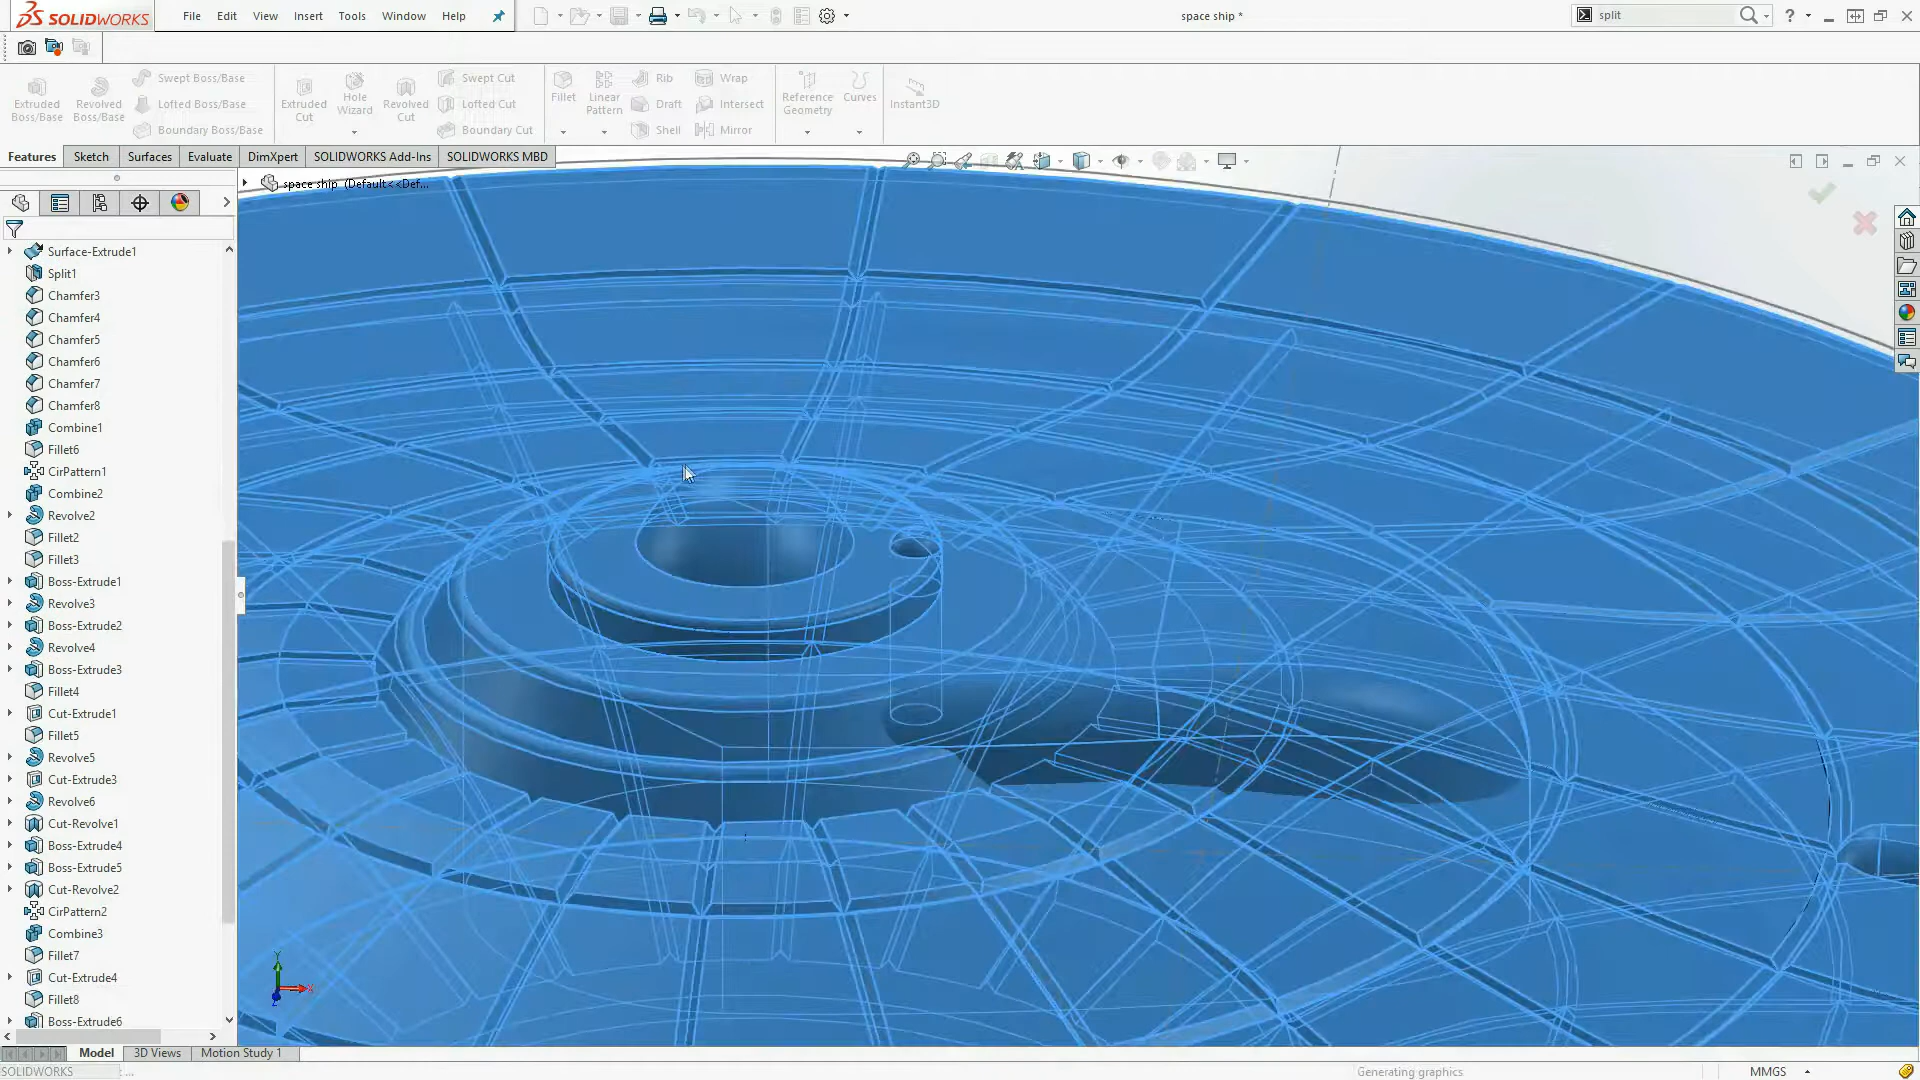 SOLIDWORKS
File Edit View Insert Tools Window Help
space ship *
split
Extruded Boss/Base
Revolved Boss/Base
Swept Boss/Base
Lofted Boss/Base
Boundary Boss/Base
Extruded Cut
Hole Wizard
Revolved Cut
Swept Cut
Lofted Cut
Boundary Cut
Fillet
Linear Pattern
Rib
Draft
Shell
Wrap
Intersect
Mirror
Reference Geometry
Curves
Instant3D
Features Sketch Surfaces Evaluate DimXpert SOLIDWORKS Add-Ins SOLIDWORKS MBD
space ship (Default<<Def...
Surface-Extrude1
Split1
Chamfer3
Chamfer4
Chamfer5
Chamfer6
Chamfer7
Chamfer8
Combine1
Fillet6
CirPattern1
Combine2
Revolve2
Fillet2
Fillet3
Boss-Extrude1
Revolve3
Boss-Extrude2
Revolve4
Boss-Extrude3
Fillet4
Cut-Extrude1
Fillet5
Revolve5
Cut-Extrude3
Revolve6
Cut-Revolve1
Boss-Extrude4
Boss-Extrude5
Cut-Revolve2
CirPattern2
Combine3
Fillet7
Cut-Extrude4
Fillet8
Boss-Extrude6
Y
X
Z
Model 3D Views Motion Study 1
SOLIDWORKS : ...
Generating graphics
MMGS